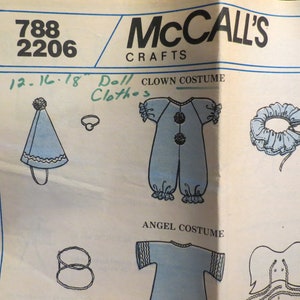 788
2206
McCALL'S
CRAFTS
12-16-18" Doll
Clothes
CLOWN COSTUME
ANGEL COSTUME